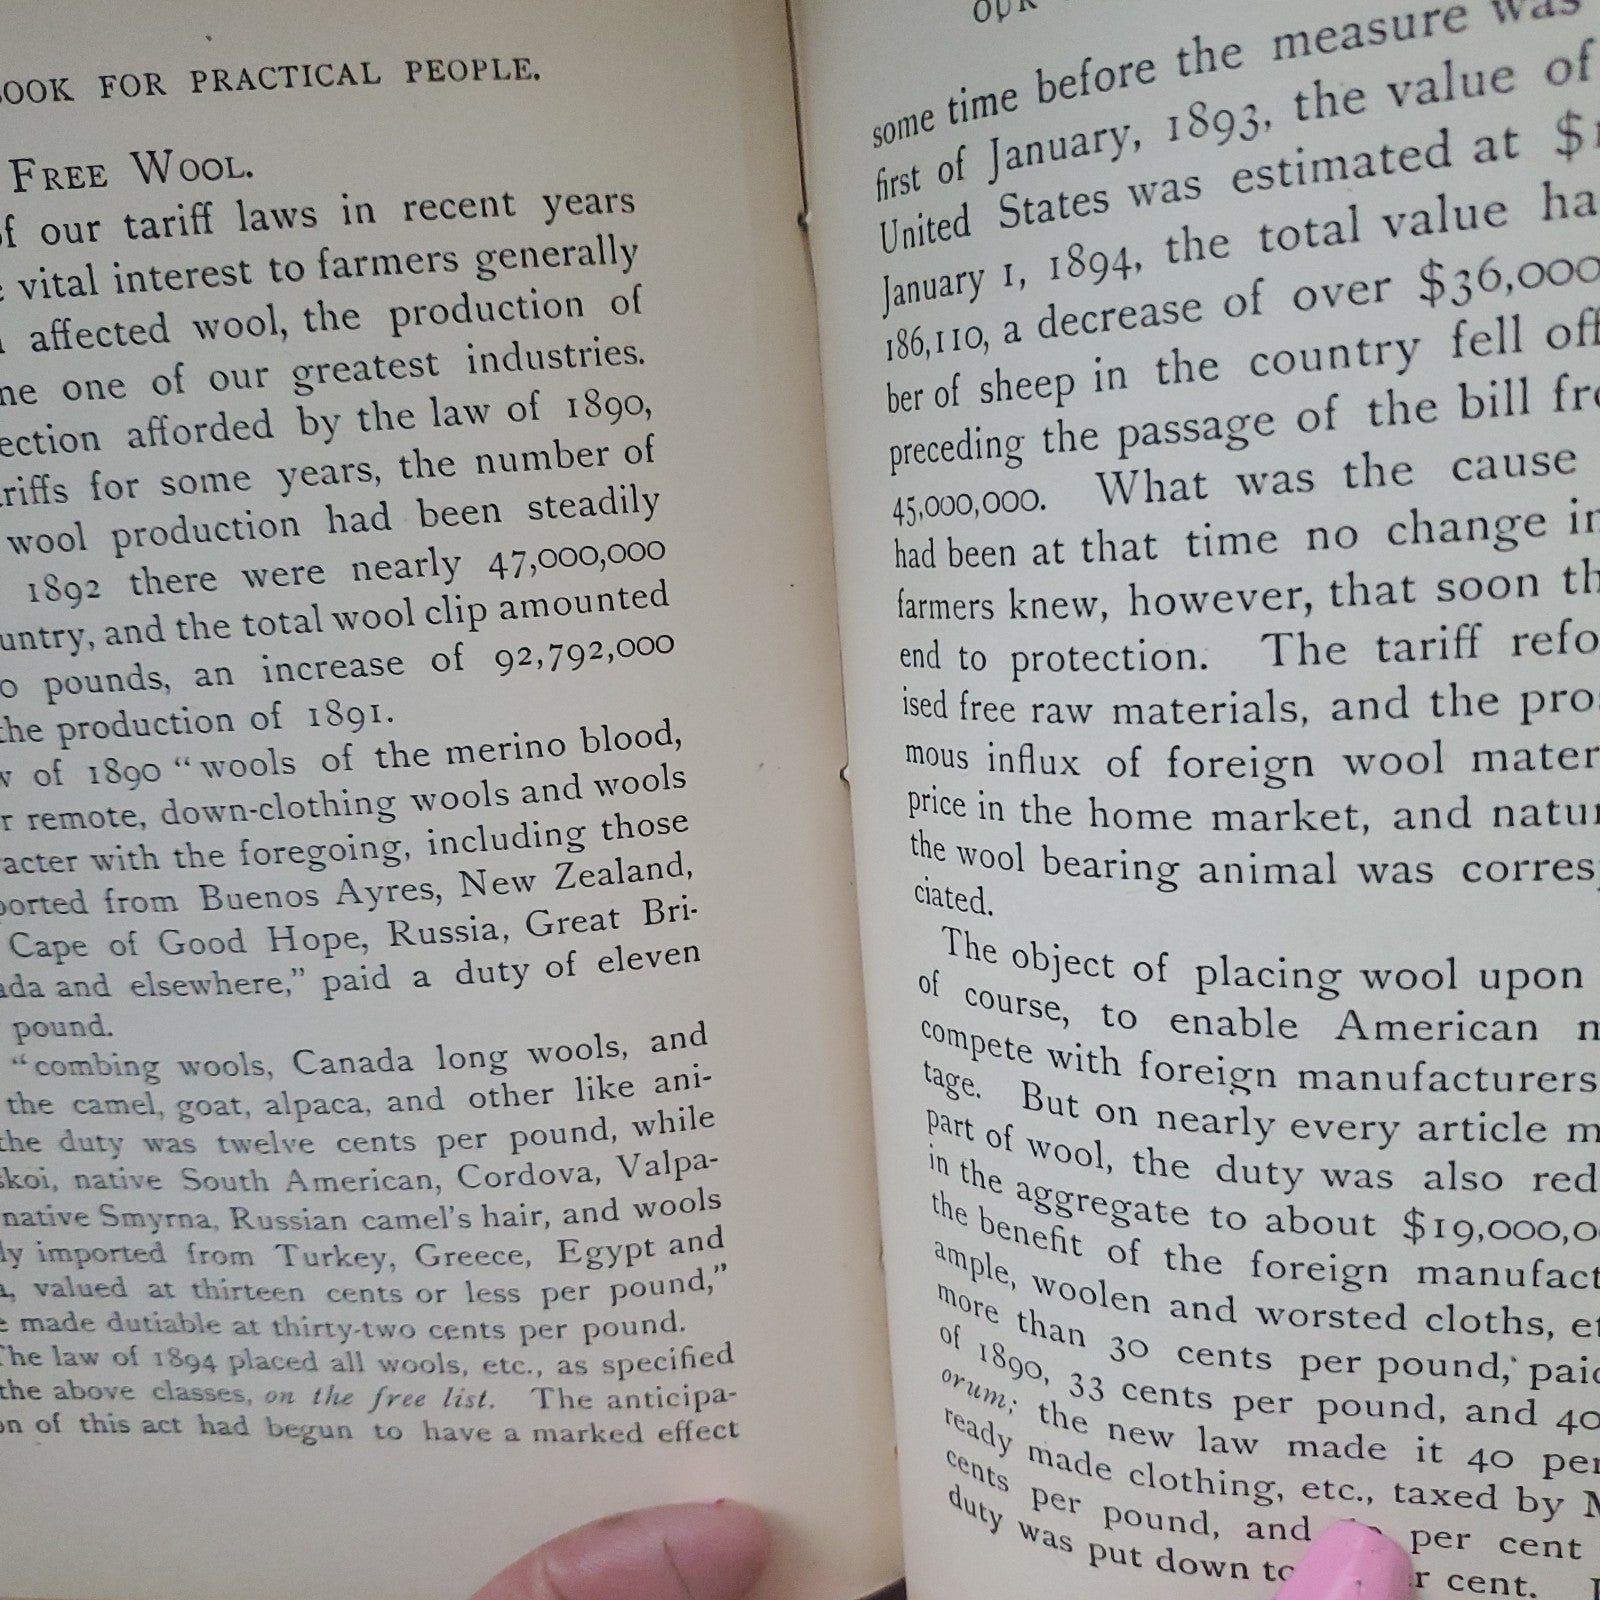 BOOK FOR PRACTICAL PEOPLE.
FREE WOOL.
of our tariff laws in recent years
vital interest to farmers generally
affected wool, the production of
one of our greatest industries.
afforded by the law of 1890,
for some years, the number of
wool production had been steadily
1892 there were nearly 47,000,000
and the total wool clip amounted
pounds, an increase of 92,792,000
the production of 1891.
of 1890 "wools of the merino blood,
remote, down-clothing wools and wools
with the foregoing, including those
from Buenos Ayres, New Zealand,
Cape of Good Hope, Russia, Great Bri-
and elsewhere," paid a duty of eleven
pound.
"combing wools, Canada long wools, and
the camel, goat, alpaca, and other like ani-
the duty was twelve cents per pound, while
skoi, native South American, Cordova, Valpa-
native Smyrna, Russian camel's hair, and wools
imported from Turkey, Greece, Egypt and
valued at thirteen cents or less per pound,"
made dutiable at thirty-two cents per pound.
The law of 1894 placed all wools, etc., as specified
the above classes, on the free list. The anticipa-
of this act had begun to have a marked effect
OUR
some time before the measure was
first of January, 1893, the value of
United States was estimated at $1
January 1, 1894, the total value ha
186,110, a decrease of over $36,000
ber of sheep in the country fell off
preceding the passage of the bill fro
45,000,000. What was the cause
had been at that time no change in
farmers knew, however, that soon th
end to protection. The tariff refo
ised free raw materials, and the pros
mous influx of foreign wool mater
price in the home market, and natur
the wool bearing animal was corres
ciated.
The object of placing wool upon
of course, to enable American m
compete with foreign manufacturers
tage. But on nearly every article m
part of wool, the duty was also red
in the aggregate to about $19,000,0
the benefit of the foreign manufact
ample, woolen and worsted cloths, et
more than 30 cents per pound, paid
of 1890, 33 cents per pound, and 40
orum; the new law made it 40 per
ready made clothing, etc., taxed by M
cents per pound, and per cent
duty was put down to cent.